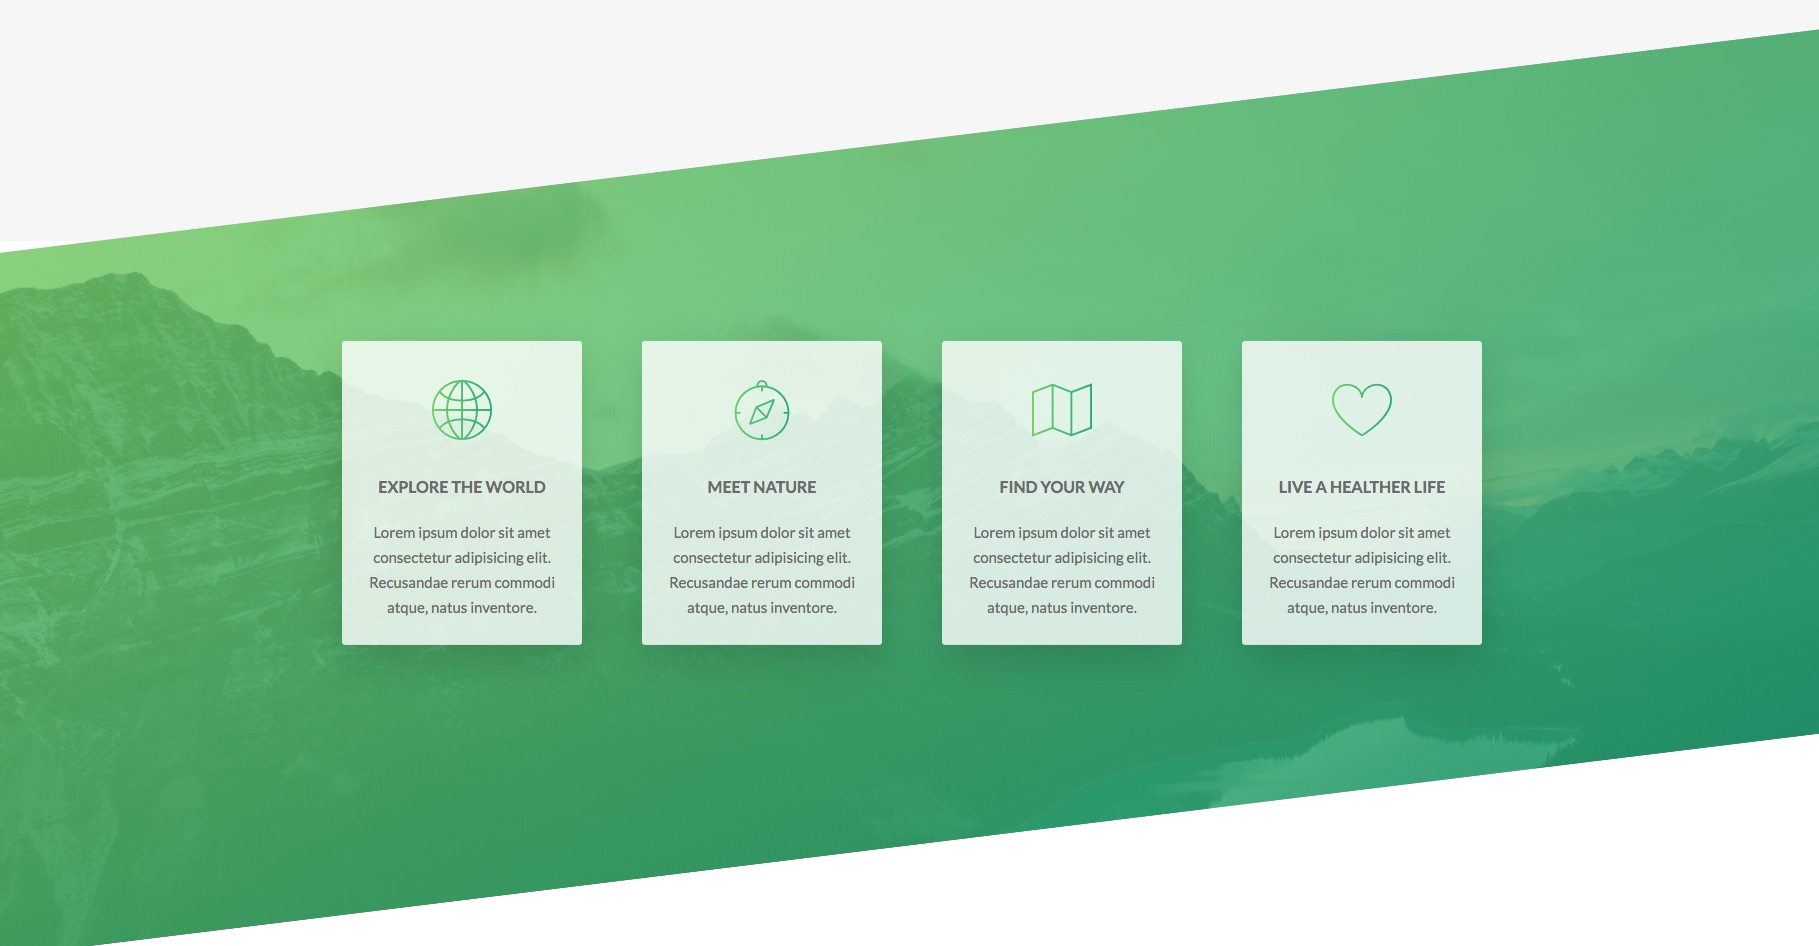 EXPLORE THE WORLD
Lorem ipsum dolor sit amet
consectetur adipisicing elit.
Recusandae rerum commodi
atque, natus inventore.
MEET NATURE
Lorem ipsum dolor sit amet
consectetur adipisicing elit.
Recusandae rerum commodi
atque, natus inventore.
FIND YOUR WAY
Lorem ipsum dolor sit amet
consectetur adipisicing elit.
Recusandae rerum commodi
atque, natus inventore.
LIVE A HEALTHER LIFE
Lorem ipsum dolor sit amet
consectetur adipisicing elit.
Recusandae rerum commodi
atque, natus inventore.